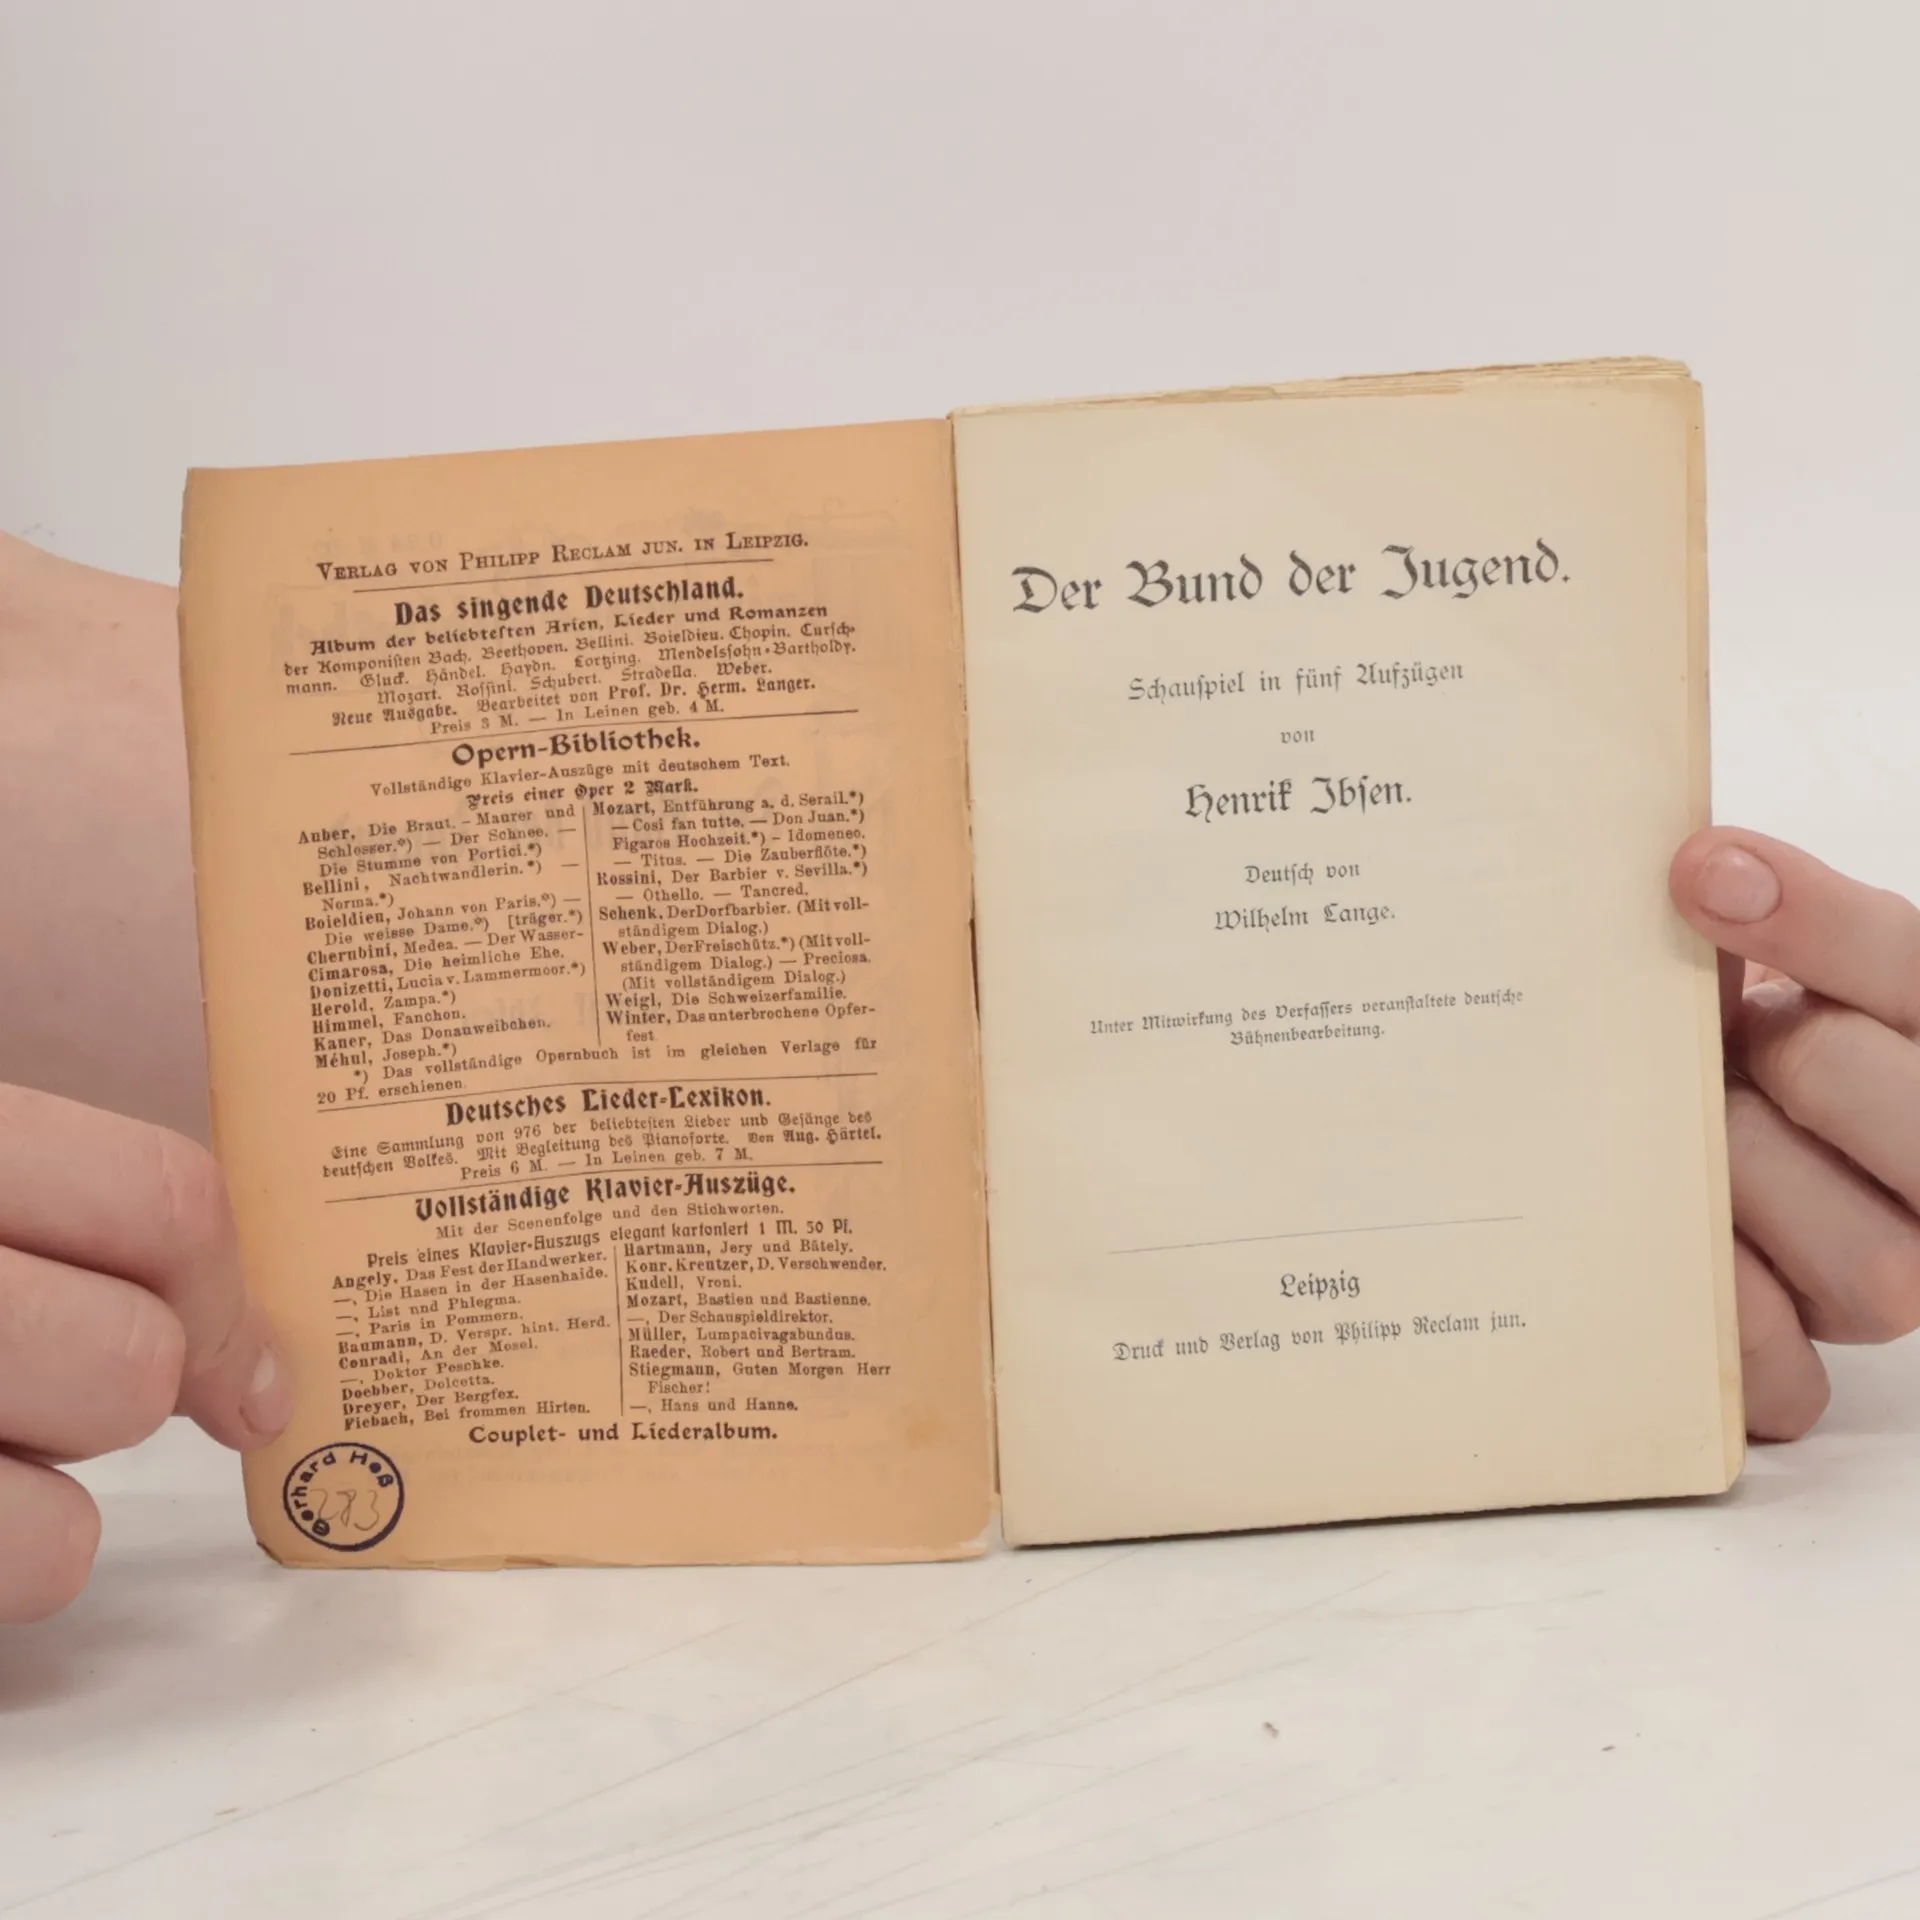 Verlag von Philipp Reclam jun. in Leipzig.
Das singende Deutschland.
Album der beliebtesten Arien, Lieder und Romanzen
der Komponisten Bach. Beethoven. Bellini. Boieldieu. Chopin. Cursch-
mann. Gluck. Händel. Haydn. Lortzing. Mendelssohn-Bartholdy.
Mozart. Rossini. Schubert. Stradella. Weber.
Neue Ausgabe. Bearbeitet von Prof. Dr. Herm. Langer.
Preis 3 M. — In Leinen geb. 4 M.
Opern-Bibliothek.
Vollständige Klavier-Auszüge mit deutschem Text.
Preis einer Oper 2 Mark.
Auber, Die Braut. – Maurer und
Schlosser.*) — Der Schnee. —
Die Stumme von Portici.*)
Bellini, Nachtwandlerin.*) —
Norma.*)
Boieldieu, Johann von Paris.*) —
Die weisse Dame.*) [träger.*)
Cherubini, Medea. — Der Wasser-
Cimarosa, Die heimliche Ehe.
Donizetti, Lucia v. Lammermoor.*)
Herold, Zampa.*)
Himmel, Fanchon.
Kaner, Das Donauweibchen.
Méhul, Joseph.*)
Mozart, Entführung a. d. Serail.*)
— Cosi fan tutte. — Don Juan.*)
Figaros Hochzeit.*) – Idomeneo.
— Titus. — Die Zauberflöte.*)
Rossini, Der Barbier v. Sevilla.*)
— Othello. — Tancred.
Schenk, Der Dorfbarbier. (Mit voll-
ständigem Dialog.)
Weber, Der Freischütz.*) (Mit voll-
ständigem Dialog.) — Preciosa.
(Mit vollständigem Dialog.)
Weigl, Die Schweizerfamilie.
Winter, Das unterbrochene Opfer-
fest.
*) Das vollständige Opernbuch ist im gleichen Verlage für
20 Pf. erschienen.
Deutsches Lieder-Lexikon.
Eine Sammlung von 976 der beliebtesten Lieder und Gesänge des
deutschen Volkes. Mit Begleitung des Pianoforte. Von Aug. Härtel.
Preis 6 M. — In Leinen geb. 7 M.
Vollständige Klavier-Auszüge.
Mit der Scenenfolge und den Stichworten.
Preis eines Klavier-Auszugs elegant kartoniert 1 M. 50 Pf.
Angely, Das Fest der Handwerker.
—, Die Hasen in der Hasenhaide.
—, List und Phlegma.
—, Paris in Pommern.
Baumann, D. Verspr. hint. Herd.
Conradi, An der Mosel.
—, Doktor Peschke.
Doebber, Dolcetta.
Dreyer, Der Bergfex.
Fiebach, Bei frommen Hirten.
Hartmann, Jery und Bätely.
Konr. Kreutzer, D. Verschwender.
Kudell, Vroni.
Mozart, Bastien und Bastienne.
—, Der Schauspieldirektor.
Müller, Lumpacivagabundus.
Raeder, Robert und Bertram.
Stiegmann, Guten Morgen Herr
Fischer!
—, Hans und Hanne.
Couplet- und Liederalbum.
Gerhard Heß
283
Der Bund der Jugend.
Schauspiel in fünf Aufzügen
von
Henrik Ibsen.
Deutsch von
Wilhelm Lange.
Unter Mitwirkung des Verfassers veranstaltete deutsche
Bühnenbearbeitung.
Leipzig
Druck und Verlag von Philipp Reclam jun.